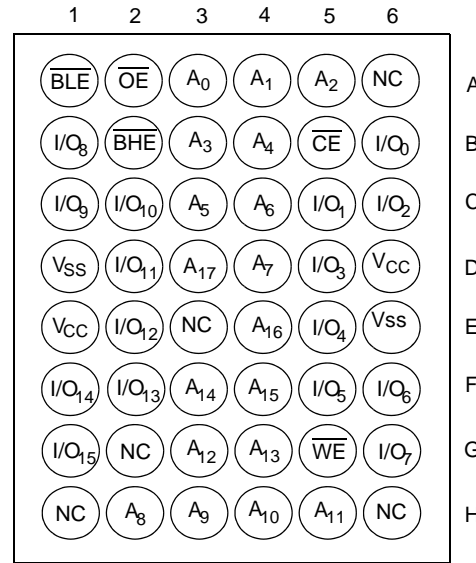 1 2 3 4 5 6
BLE OE A0 A1 A2 NC A
I/O8 BHE A3 A4 CE I/O0 B
I/O9 I/O10 A5 A6 I/O1 I/O2 C
VSS I/O11 A17 A7 I/O3 VCC D
VCC I/O12 NC A16 I/O4 Vss E
I/O14 I/O13 A14 A15 I/O5 I/O6 F
I/O15 NC A12 A13 WE I/O7 G
NC A8 A9 A10 A11 NC H